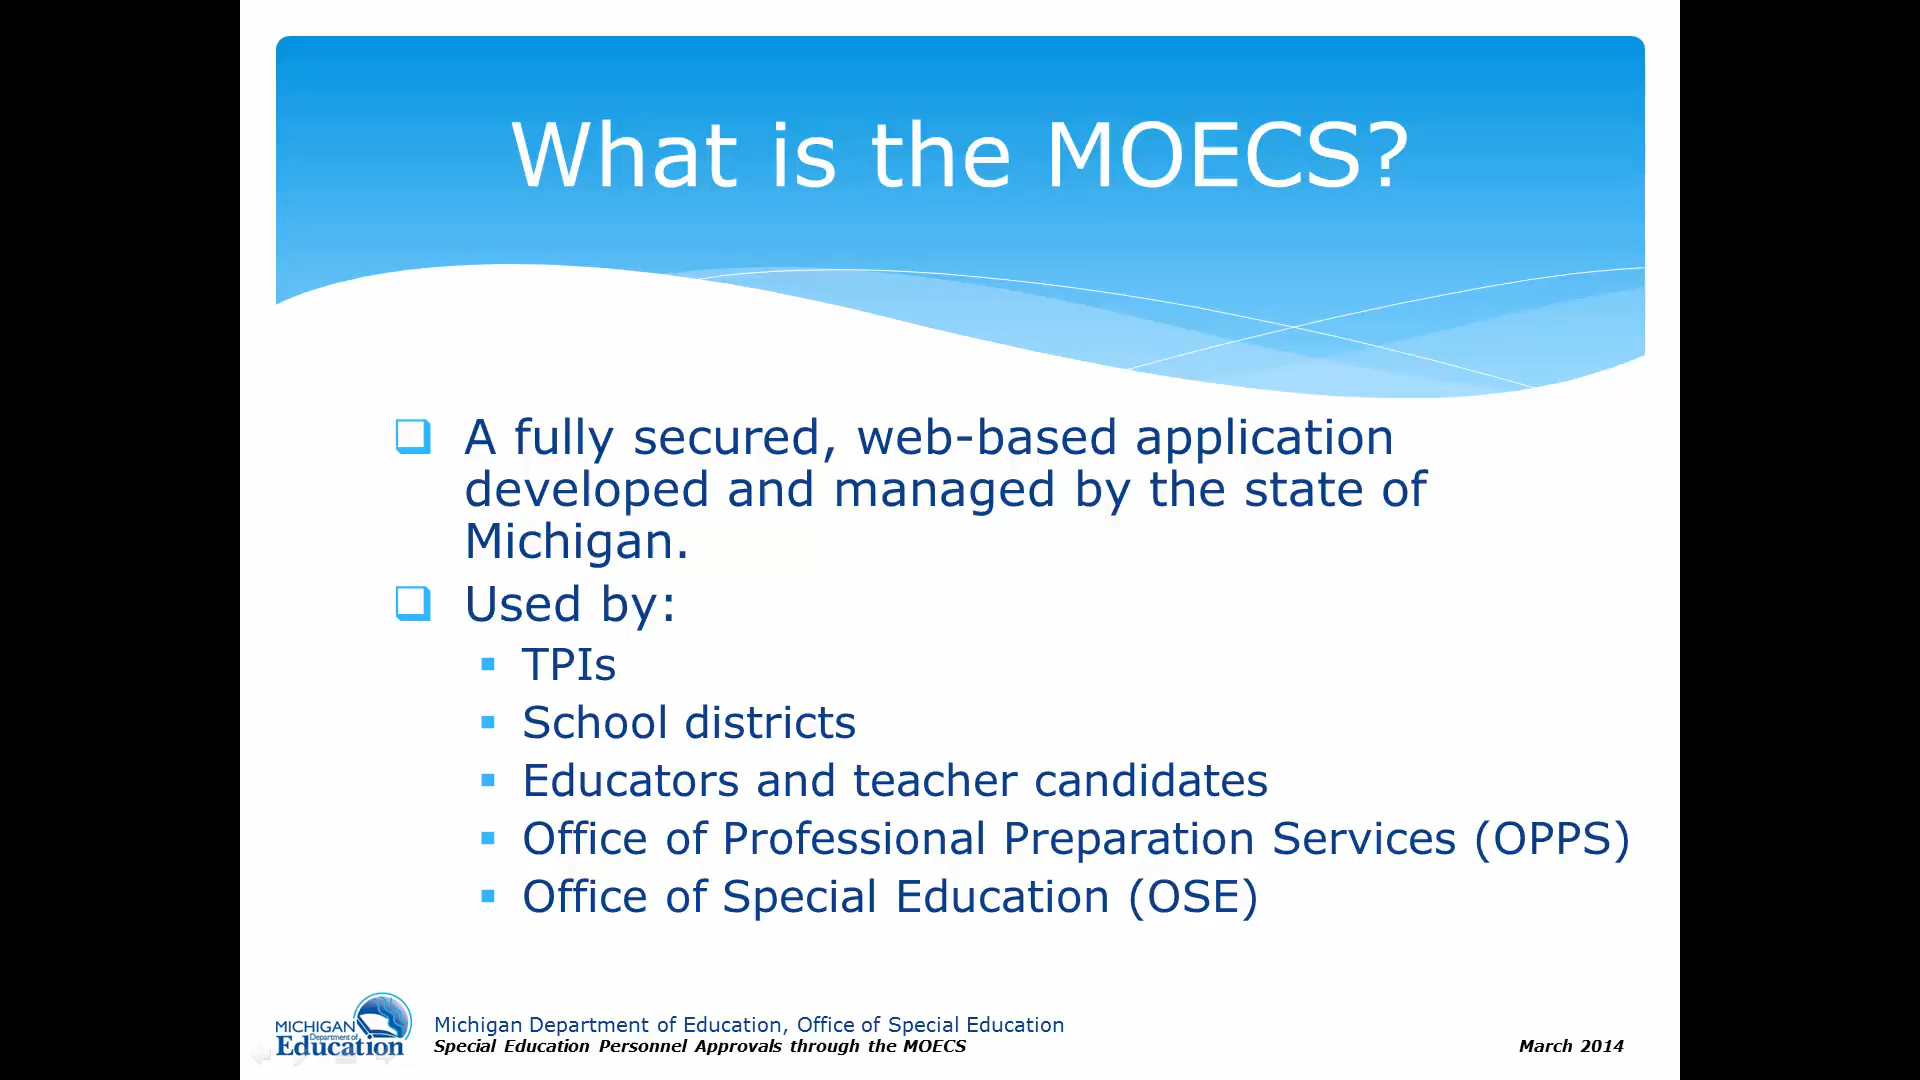 What is the MOECS?
A fully secured, web-based application
developed and managed by the state of
Michigan.
Used by:
TPIs
School districts
Educators and teacher candidates
Office of Professional Preparation Services (OPPS)
Office of Special Education (OSE)
MICHIGAN
Department of
Education
Michigan Department of Education, Office of Special Education
Special Education Personnel Approvals through the MOECS
March 2014